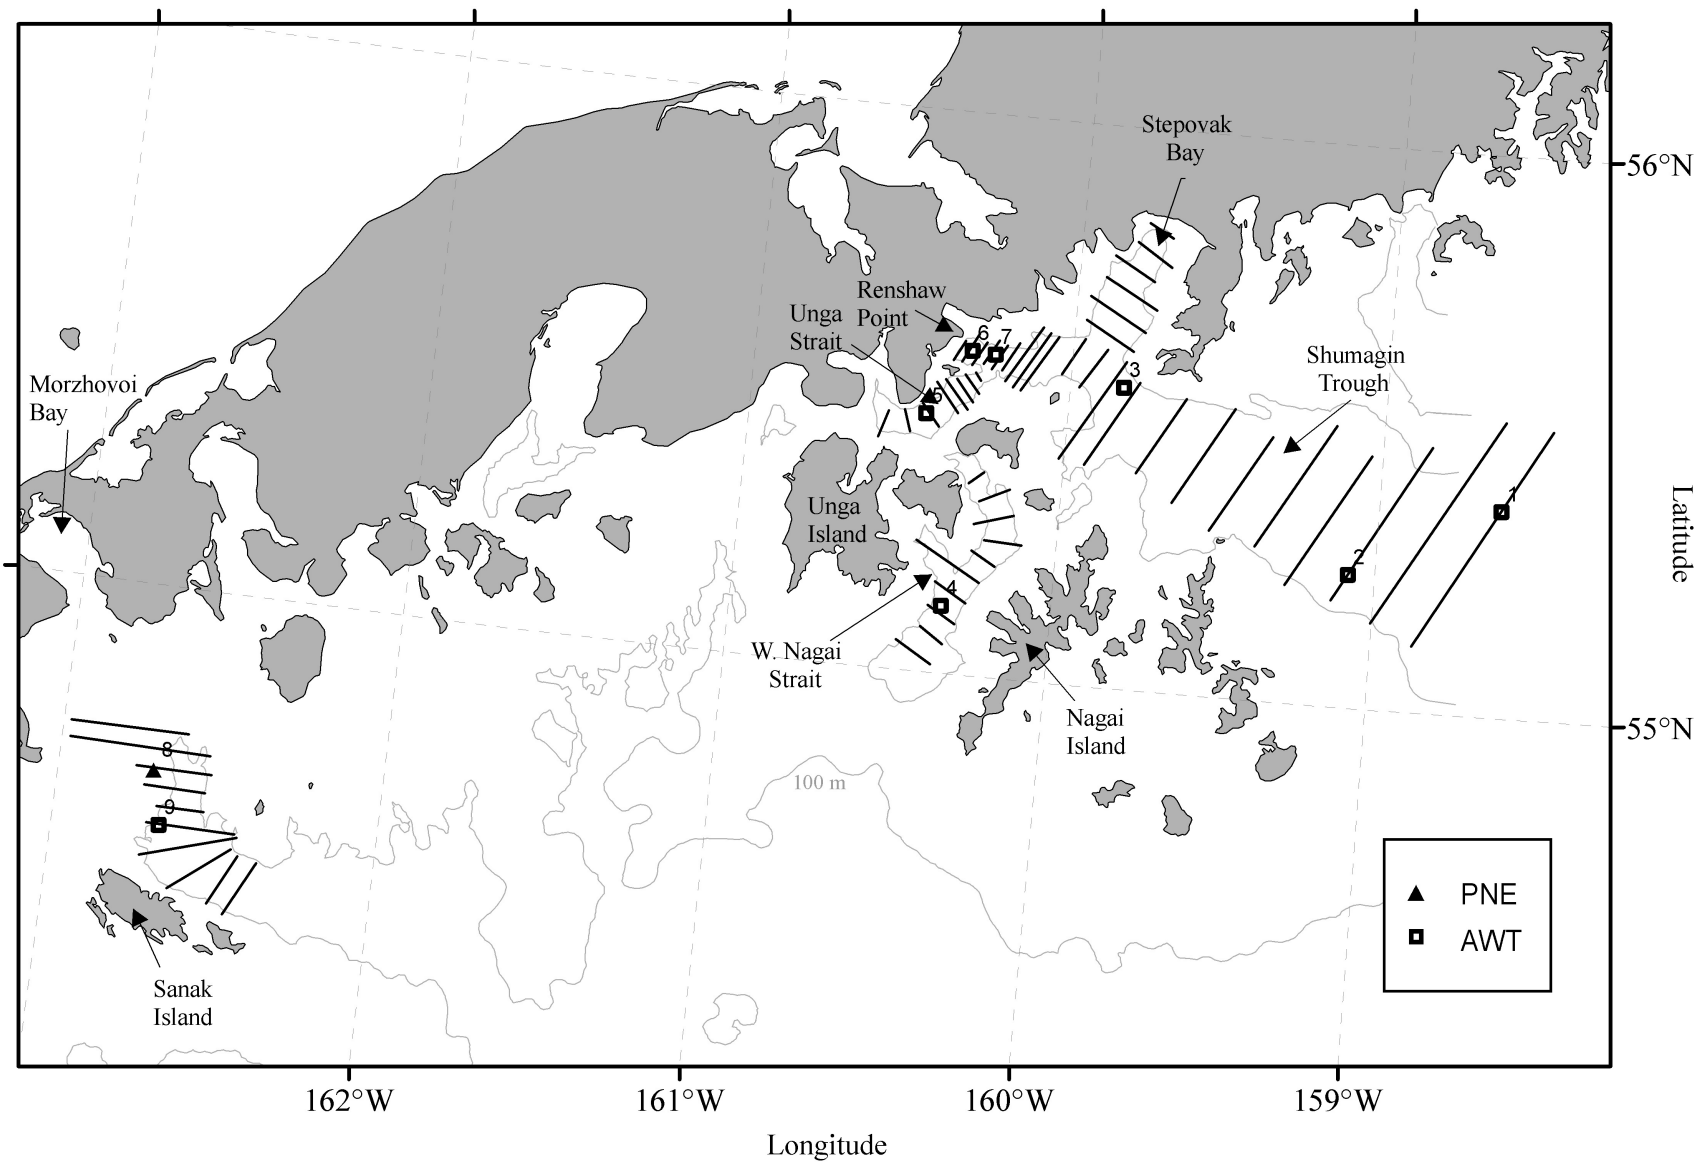 Stepovak
Bay
56°N
Renshaw
Point
Unga
Strait
6
7
Shumagin
Trough
3
Morzhovoi
Bay
5
1
Unga
Island
Latitude
2
4
W. Nagai
Strait
Nagai
Island
55°N
8
100 m
9
PNE
AWT
Sanak
Island
162°W
161°W
160°W
159°W
Longitude